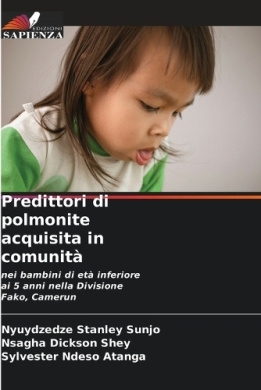 EDIZIONI
SAPIENZA
Predittori di
polmonite
acquisita in
comunità
nei bambini di età inferiore
ai 5 anni nella Divisione
Fako, Camerun
Nyuydzedze Stanley Sunjo
Nsagha Dickson Shey
Sylvester Ndeso Atanga